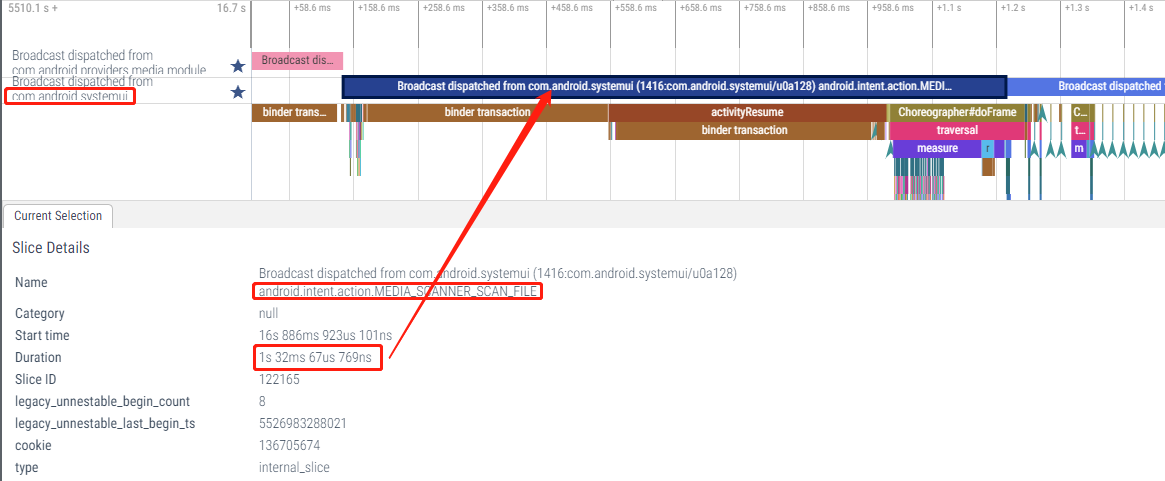 5510.1 s +
16.7 s
+58.6 ms
+158.6 ms
+258.6 ms
+358.6 ms
+458.6 ms
+558.6 ms
+658.6 ms
+758.6 ms
+858.6 ms
+958.6 ms
+1.1 s
+1.2 s
+1.3 s
+1.4 s
Broadcast dispatched from
com.android.providers.media.module
Broadcast dis...
Broadcast dispatched from
com.android.systemui
Broadcast dispatched from com.android.systemui (1416:com.android.systemui/u0a128) android.intent.action.MEDI...
Broadcast dispatched
binder trans...
binder transaction
activityResume
Choreographer#doFrame
C...
binder transaction
traversal
t...
measure
r
m
Current Selection
Slice Details
Name
Broadcast dispatched from com.android.systemui (1416:com.android.systemui/u0a128)
android.intent.action.MEDIA_SCANNER_SCAN_FILE
Category
null
Start time
16s 886ms 923us 101ns
Duration
1s 32ms 67us 769ns
Slice ID
122165
legacy_unnestable_begin_count
8
legacy_unnestable_last_begin_ts
5526983288021
cookie
136705674
type
internal_slice